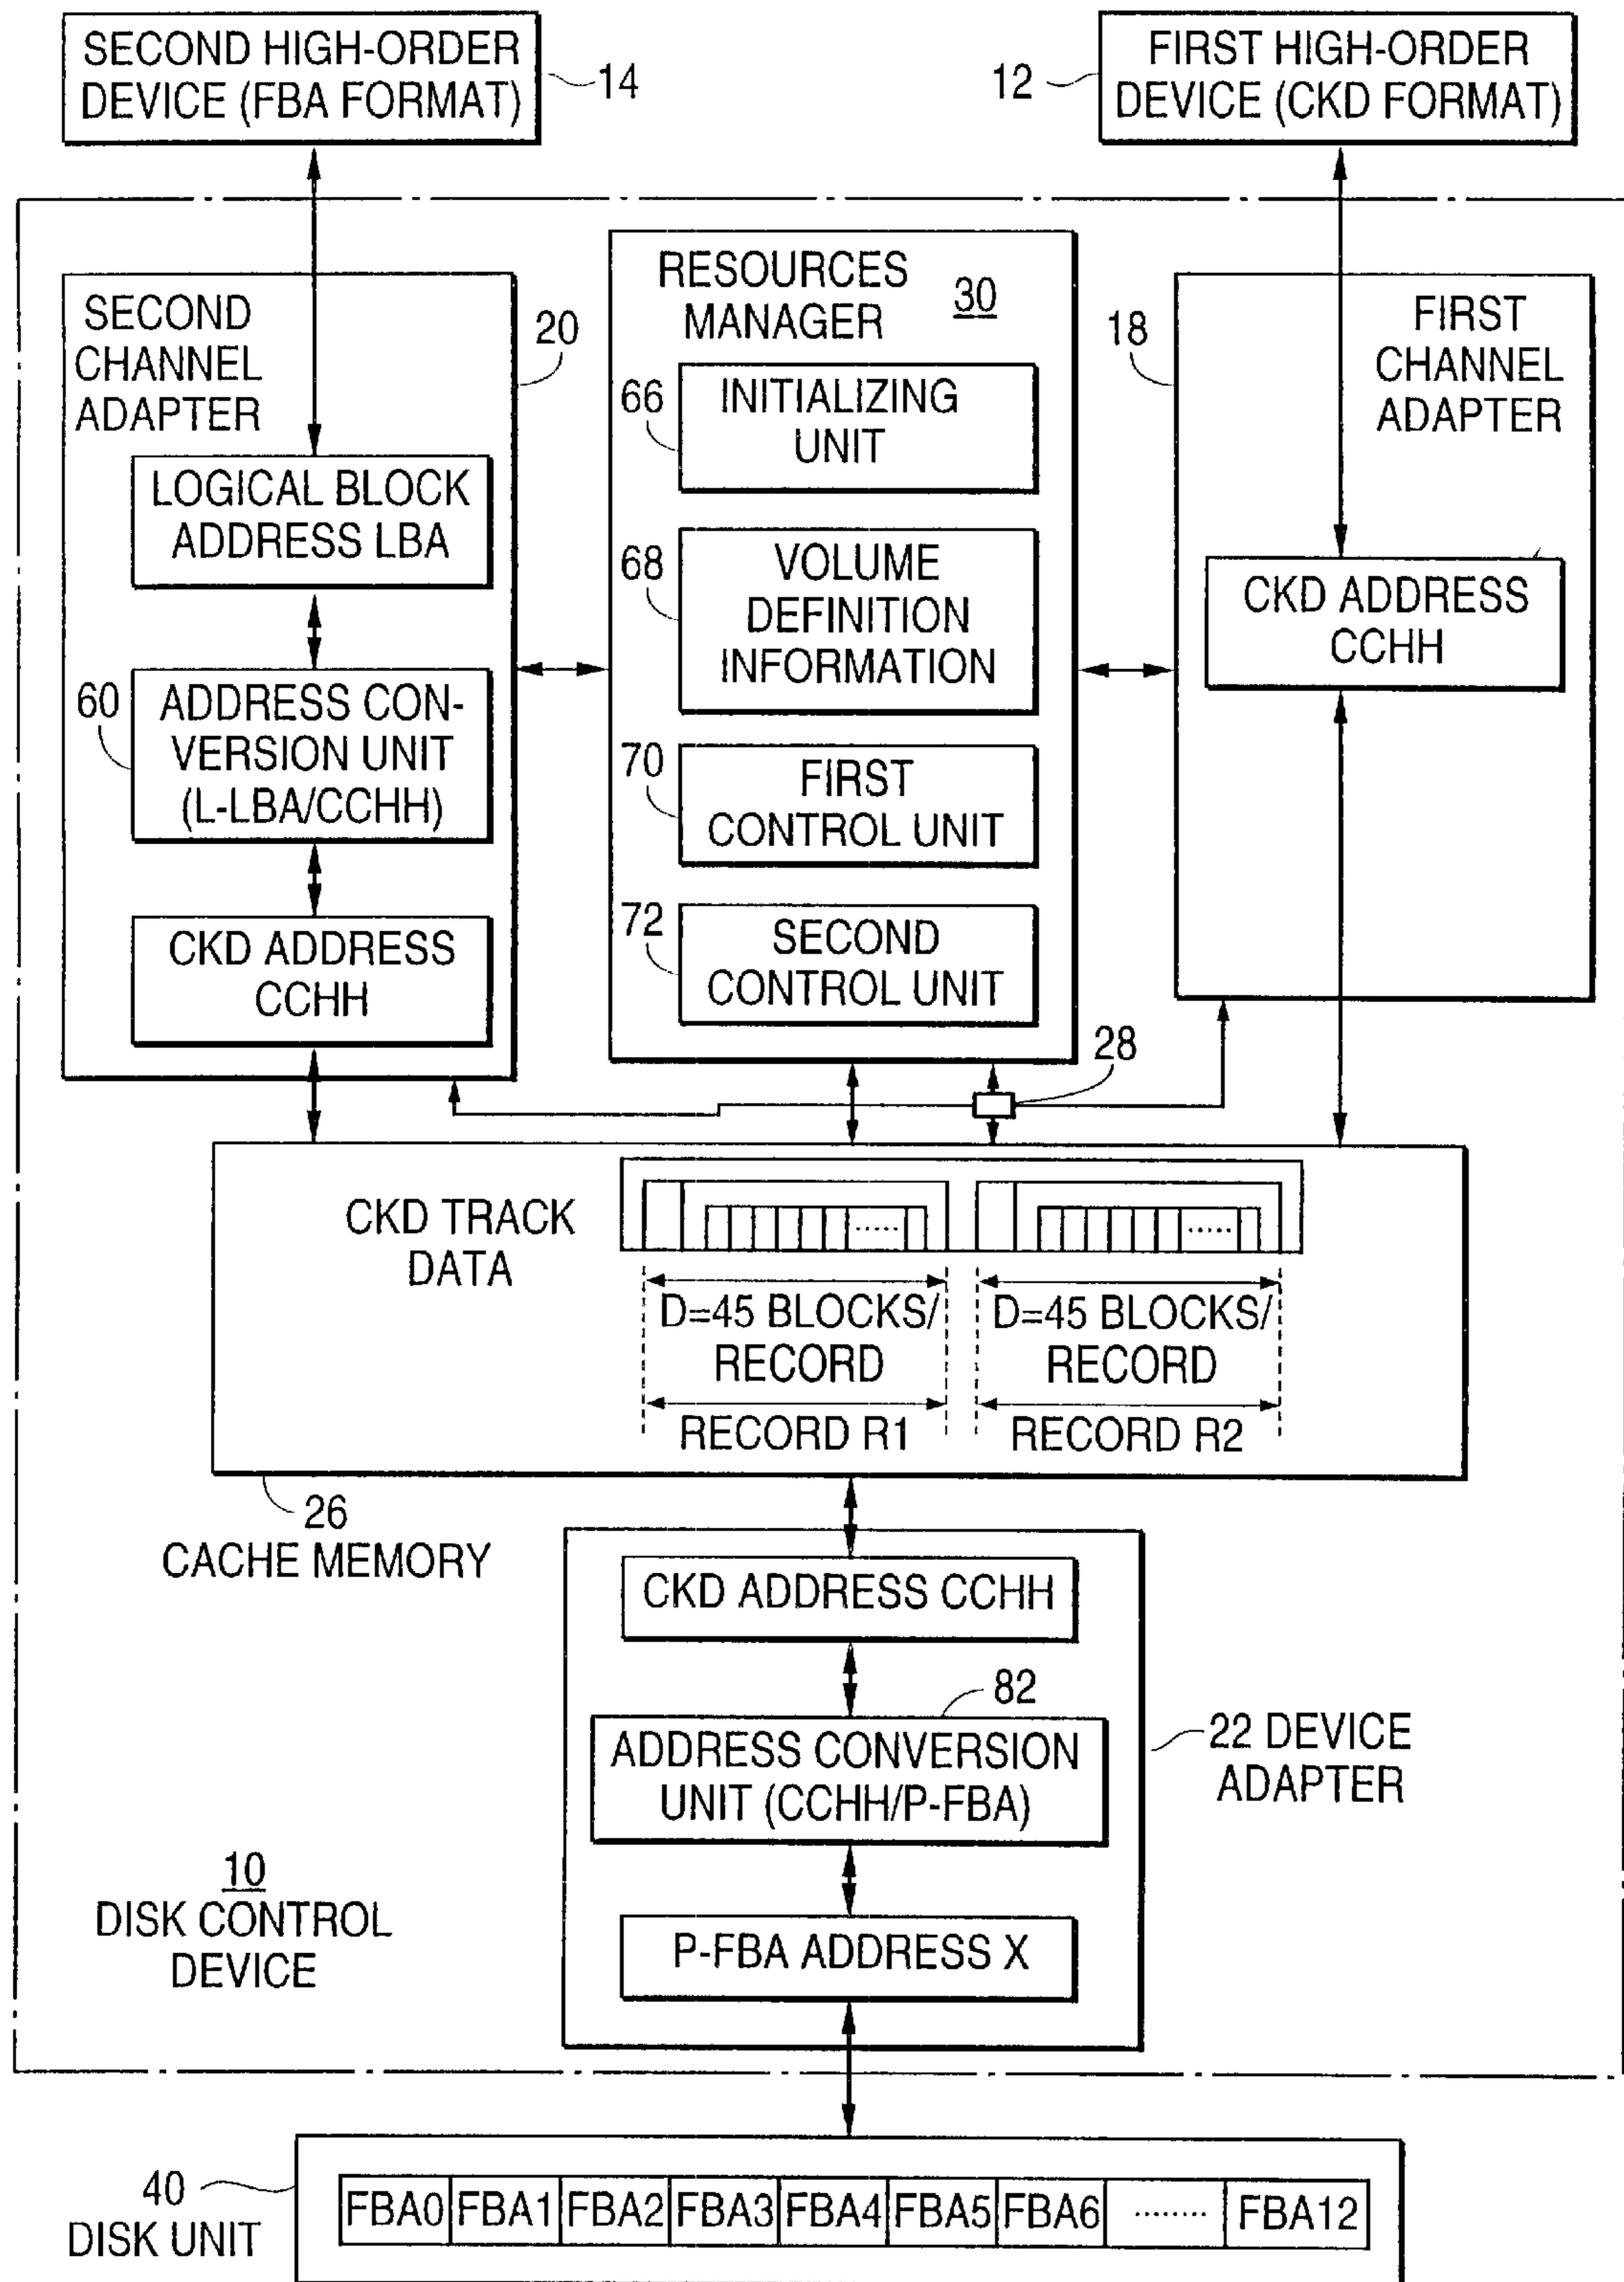 SECOND HIGH-ORDER
DEVICE (FBA FORMAT)
14
12
FIRST HIGH-ORDER
DEVICE (CKD FORMAT)
SECOND
CHANNEL
ADAPTER
20
LOGICAL BLOCK
ADDRESS LBA
60
ADDRESS CON-
VERSION UNIT
(L-LBA/CCHH)
CKD ADDRESS
CCHH
RESOURCES
MANAGER
30
66
INITIALIZING
UNIT
68
VOLUME
DEFINITION
INFORMATION
70
FIRST
CONTROL UNIT
72
SECOND
CONTROL UNIT
28
18
FIRST
CHANNEL
ADAPTER
CKD ADDRESS
CCHH
CKD TRACK
DATA
.....
.....
D=45 BLOCKS/
RECORD
D=45 BLOCKS/
RECORD
RECORD R1
RECORD R2
26
CACHE MEMORY
CKD ADDRESS CCHH
82
ADDRESS CONVERSION
UNIT (CCHH/P-FBA)
22 DEVICE
ADAPTER
P-FBA ADDRESS X
10
DISK CONTROL
DEVICE
40
DISK UNIT
FBA0 FBA1 FBA2 FBA3 FBA4 FBA5 FBA6 ........ FBA12